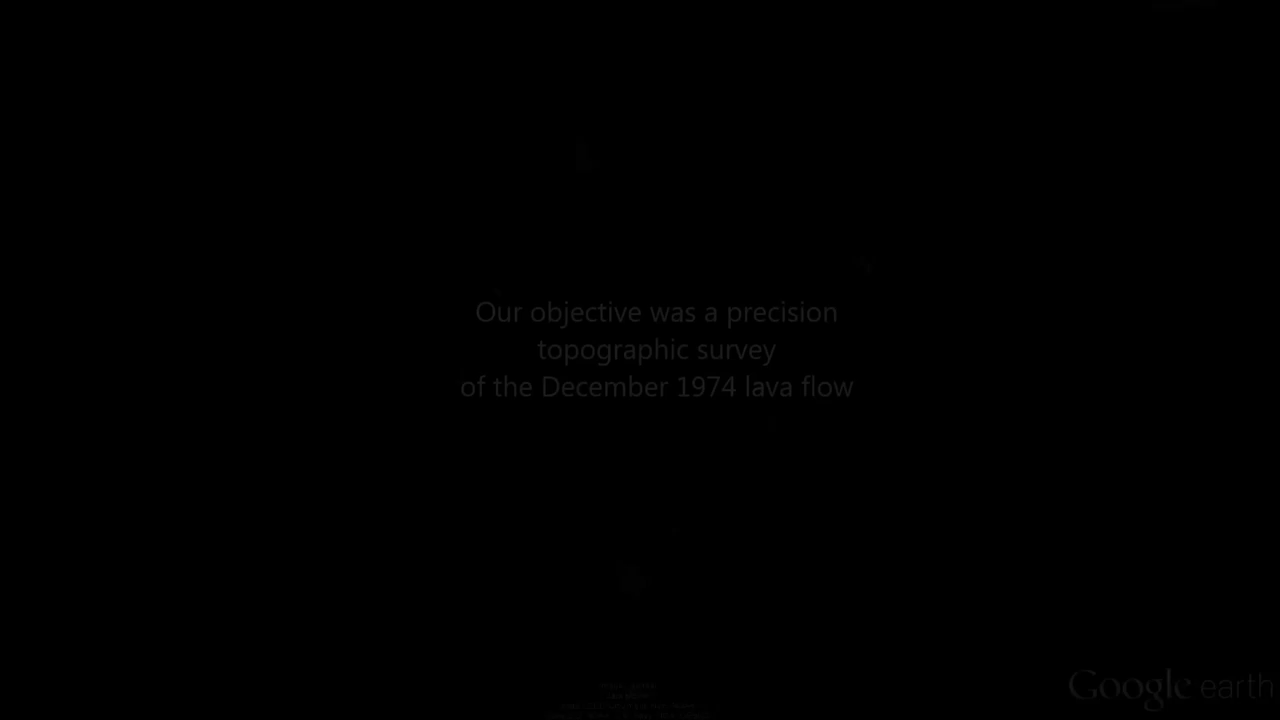 Our objective was a precision
topographic survey
of the December 1974 lava flow
Google earth